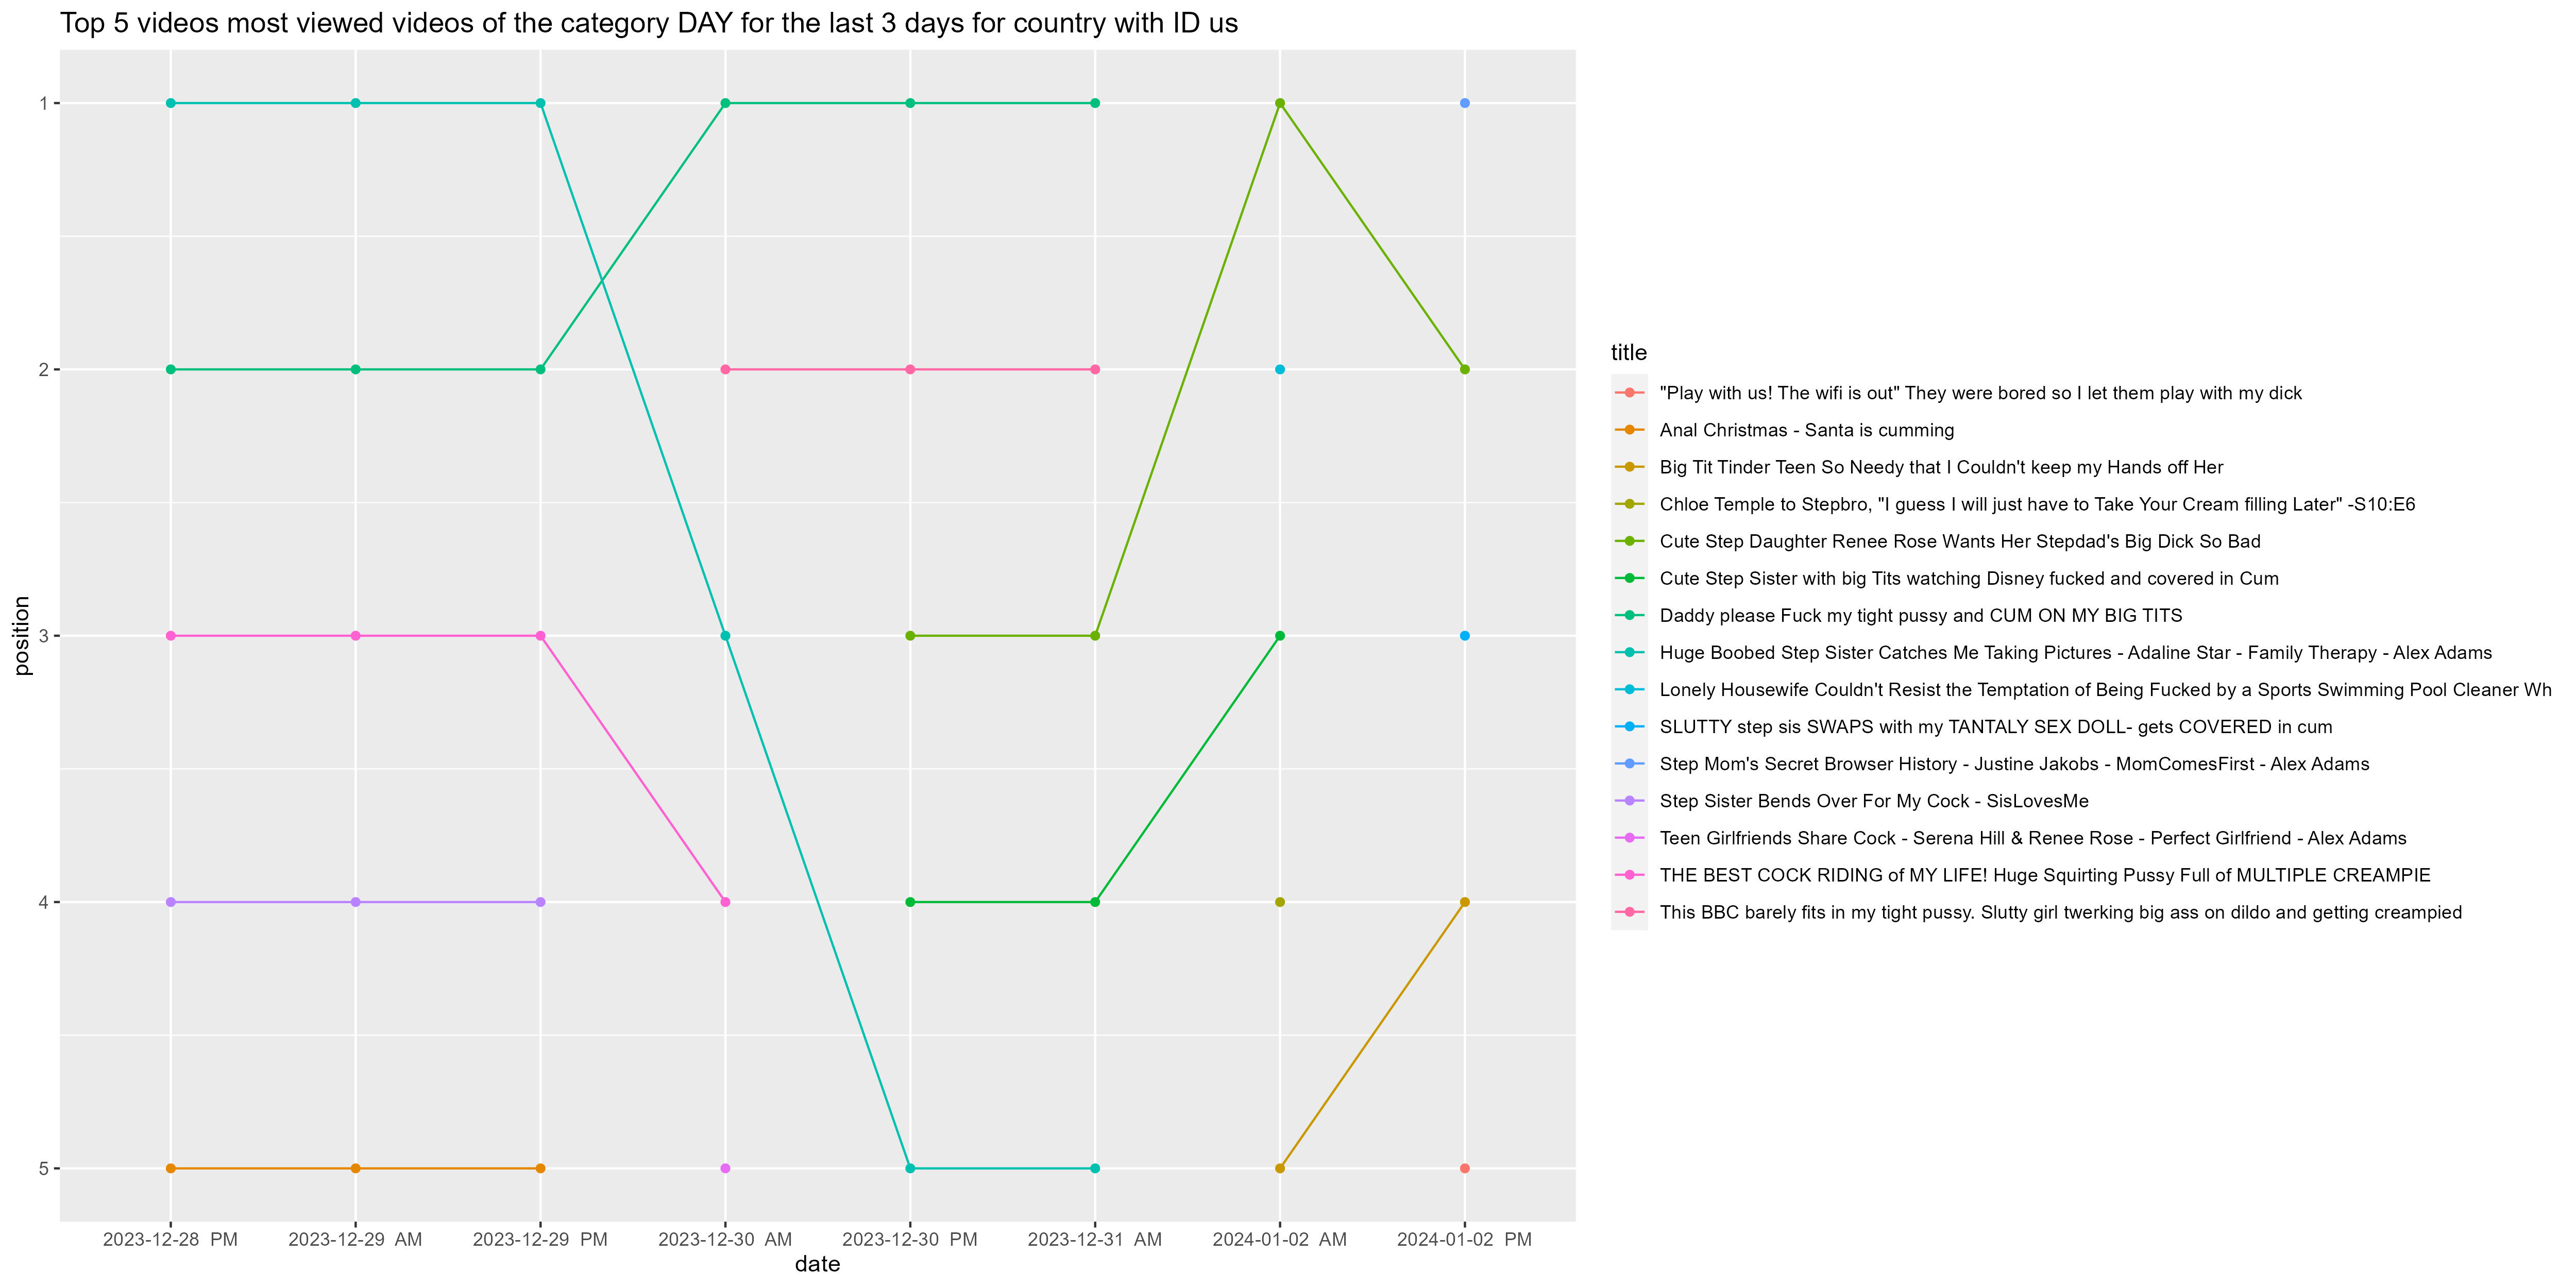 Top 5 videos most viewed videos of the category DAY for the last 3 days for country with ID us
position
1
2
3
4
5
2023-12-28 PM
2023-12-29 AM
2023-12-29 PM
2023-12-30 AM
2023-12-30 PM
2023-12-31 AM
2024-01-02 AM
2024-01-02 PM
date
title
"Play with us! The wifi is out" They were bored so I let them play with my dick
Anal Christmas - Santa is cumming
Big Tit Tinder Teen So Needy that I Couldn't keep my Hands off Her
Chloe Temple to Stepbro, "I guess I will just have to Take Your Cream filling Later" -S10:E6
Cute Step Daughter Renee Rose Wants Her Stepdad's Big Dick So Bad
Cute Step Sister with big Tits watching Disney fucked and covered in Cum
Daddy please Fuck my tight pussy and CUM ON MY BIG TITS
Huge Boobed Step Sister Catches Me Taking Pictures - Adaline Star - Family Therapy - Alex Adams
Lonely Housewife Couldn't Resist the Temptation of Being Fucked by a Sports Swimming Pool Cleaner Wh
SLUTTY step sis SWAPS with my TANTALY SEX DOLL- gets COVERED in cum
Step Mom's Secret Browser History - Justine Jakobs - MomComesFirst - Alex Adams
Step Sister Bends Over For My Cock - SisLovesMe
Teen Girlfriends Share Cock - Serena Hill & Renee Rose - Perfect Girlfriend - Alex Adams
THE BEST COCK RIDING of MY LIFE! Huge Squirting Pussy Full of MULTIPLE CREAMPIE
This BBC barely fits in my tight pussy. Slutty girl twerking big ass on dildo and getting creampied